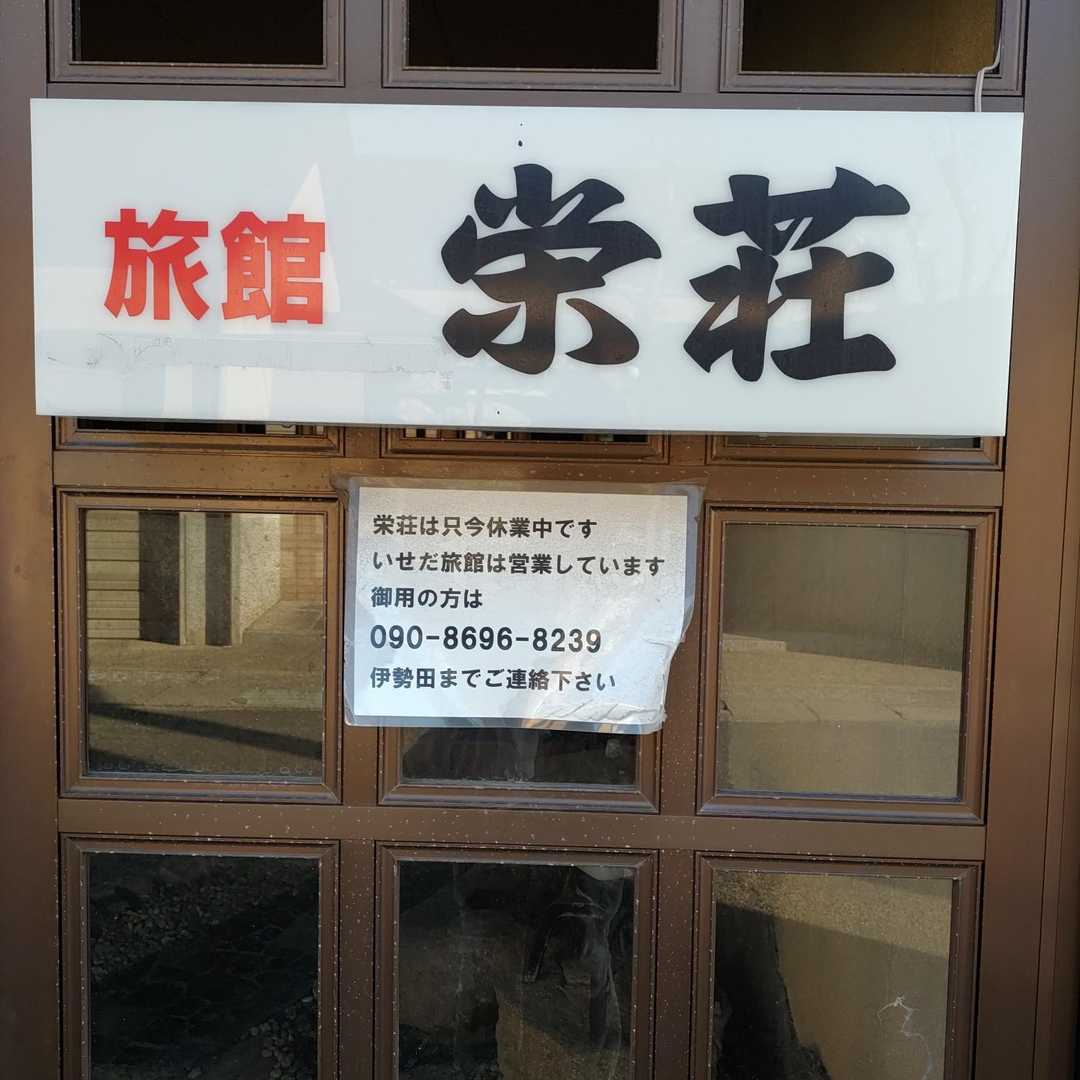 旅館 栄荘
栄荘は只今休業中です
いせだ旅館は営業しています
御用の方は
090-8696-8239
伊勢田までご連絡下さい